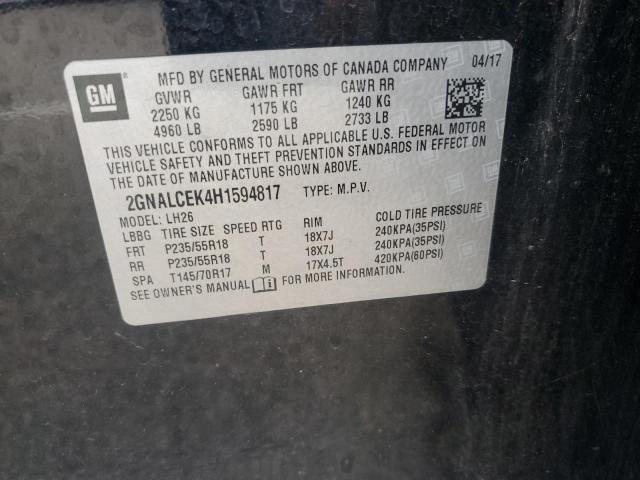 GM ®
MFD BY GENERAL MOTORS OF CANADA COMPANY 04/17
GVWR GAWR FRT GAWR RR
2250 KG 1175 KG 1240 KG
4960 LB 2590 LB 2733 LB
THIS VEHICLE CONFORMS TO ALL APPLICABLE U.S. FEDERAL MOTOR
VEHICLE SAFETY AND THEFT PREVENTION STANDARDS IN EFFECT ON
THE DATE OF MANUFACTURE SHOWN ABOVE.
2GNALCEK4H1594817 TYPE: M.P.V.
MODEL: LH26
LBBG TIRE SIZE SPEED RTG RIM COLD TIRE PRESSURE
FRT P235/55R18 T 18X7J 240KPA(35PSI)
RR P235/55R18 T 18X7J 240KPA(35PSI)
SPA T145/70R17 M 17X4.5T 420KPA(60PSI)
SEE OWNER'S MANUAL i FOR MORE INFORMATION.